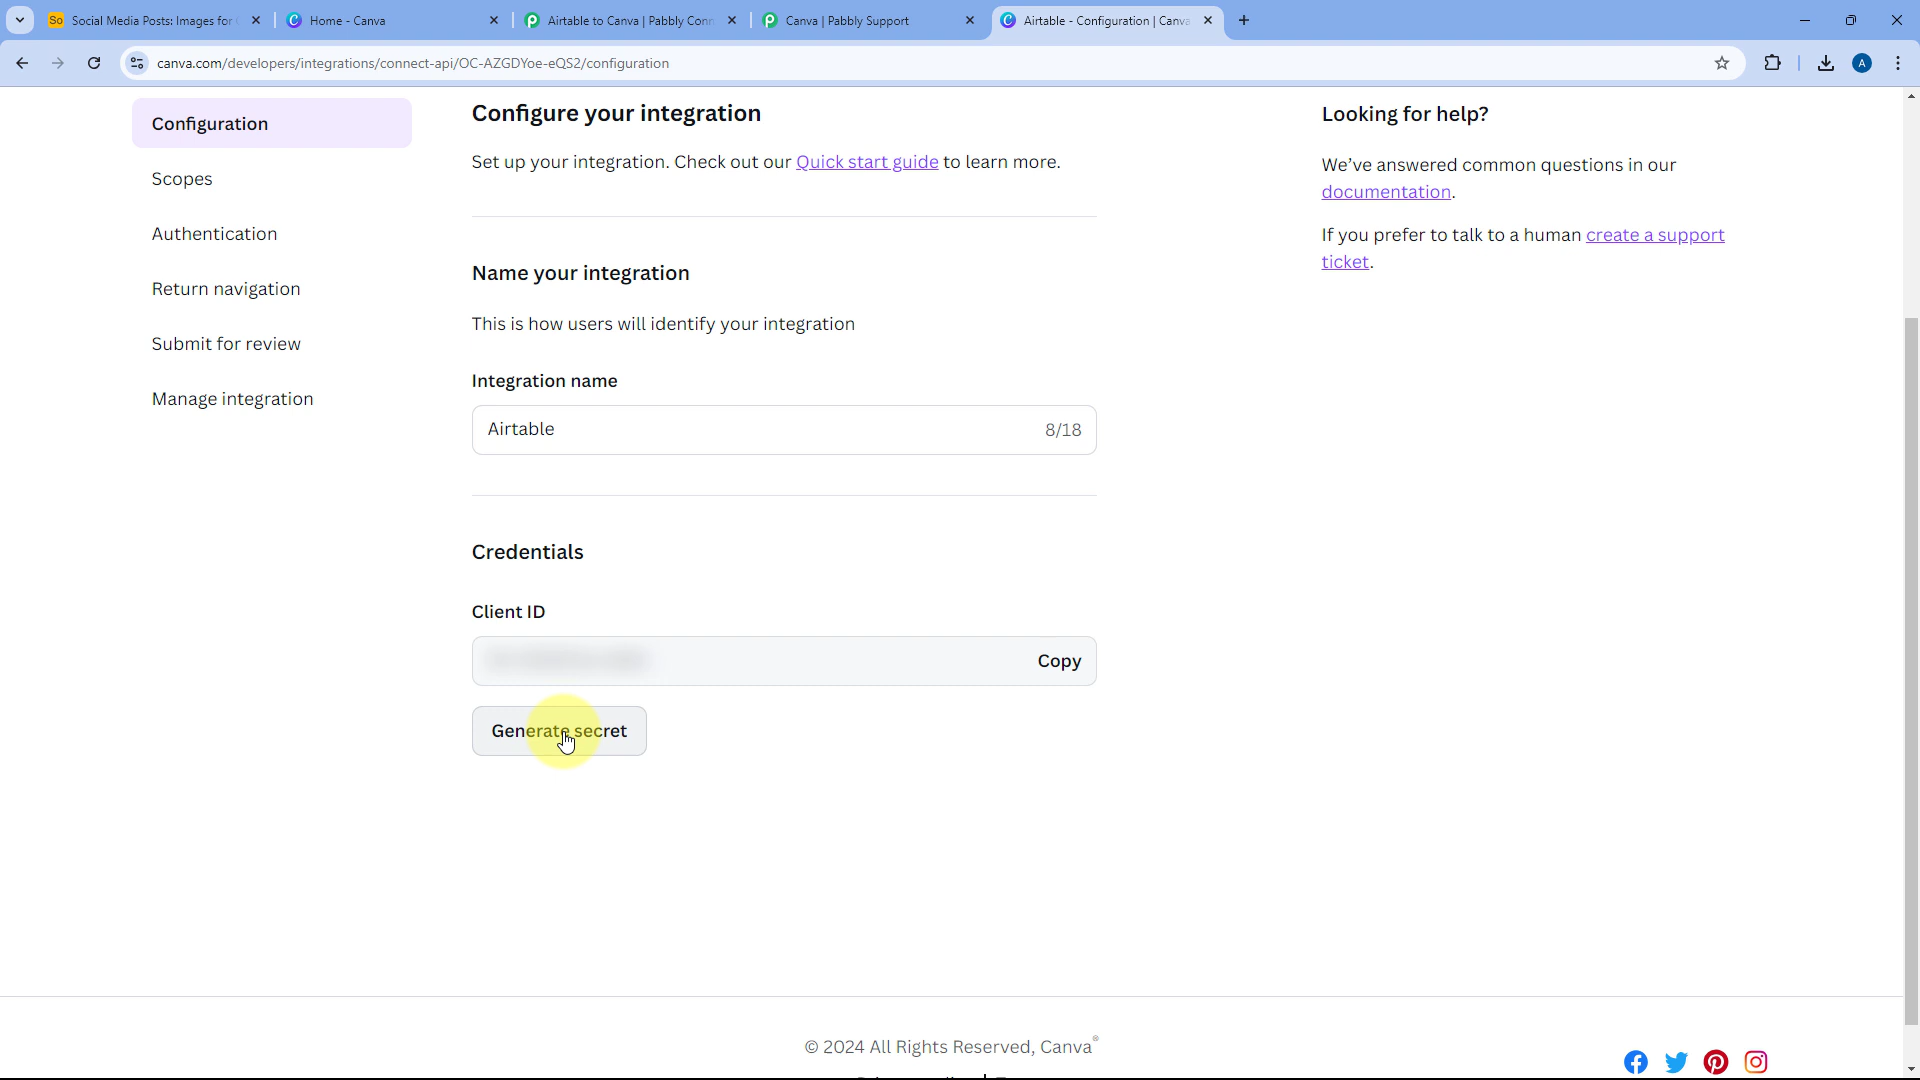 So Social Media Posts: Images for
Home - Canva
Airtable to Canva | Pabbly Conn
Canva | Pabbly Support
Airtable - Configuration | Canva
canva.com/developers/integrations/connect-api/OC-AZGDYoe-eQS2/configuration
A
Configuration
Scopes
Authentication
Return navigation
Submit for review
Manage integration
Configure your integration
Set up your integration. Check out our Quick start guide to learn more.
Name your integration
This is how users will identify your integration
Integration name
Airtable 8/18
Credentials
Client ID
Copy
Generate secret
Looking for help?
We've answered common questions in our
documentation.
If you prefer to talk to a human create a support
ticket.
© 2024 All Rights Reserved, Canva®